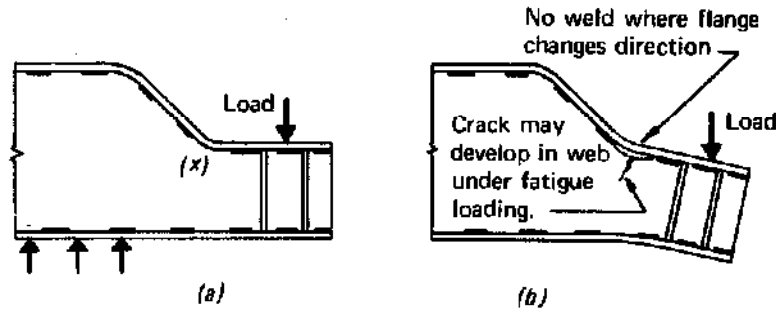 No weld where flange
changes direction
Load
(x)
(a)
Load
Crack may
develop in web
under fatigue
loading.
(b)